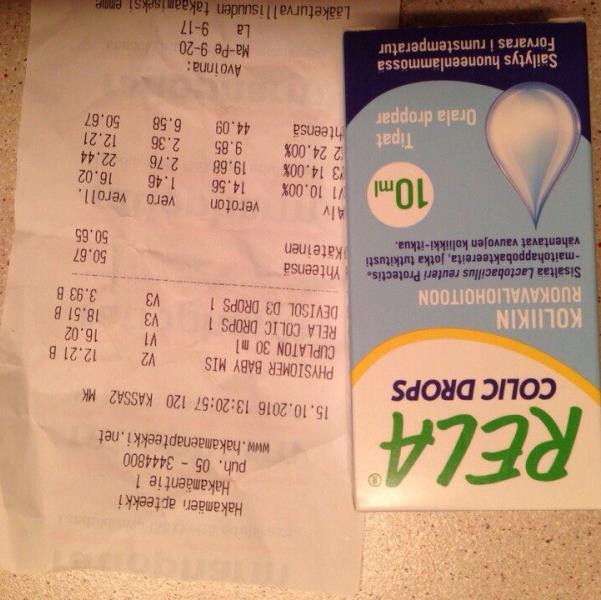 Hakamäen apteekki
Hakamäentie 1
puh. 05 - 3444800
www.hakamaenapteekki.net
15.10.2016 13:20:57 120 KASSA2 MK
PHYSIOMER BABY MIS V2 12.21 B
CUPLATON 30 ml V1 16.02
RELA COLIC DROPS 1 V3 18.51 B
DEVISOL D3 DROPS 1 V3 3.93 B
Yhteensä 50.67
Käteinen 50.65
Alv veroton vero veroll.
V1 10.00% 14.56 1.46 16.02
V3 14.00% 19.68 2.76 22.44
V2 24.00% 9.85 2.36 12.21
Yhteensä 44.09 6.58 50.67
Avoinna:
Ma-Pe 9-20
La 9-17
Lääketurvallisuuden takaamiseksi emme
RELA®
COLIC DROPS
KOLIIKIN
RUOKAVALIOHOITOON
Sisältää Lactobacillus reuteri Protectis®
-maitohappobakteereita, jotka tutkitusti
vähentävät vauvojen koliikki-itkua.
10 ml
Tipat
Orala droppar
Säilytys huoneenlämmössä
Förvaras i rumstemperatur